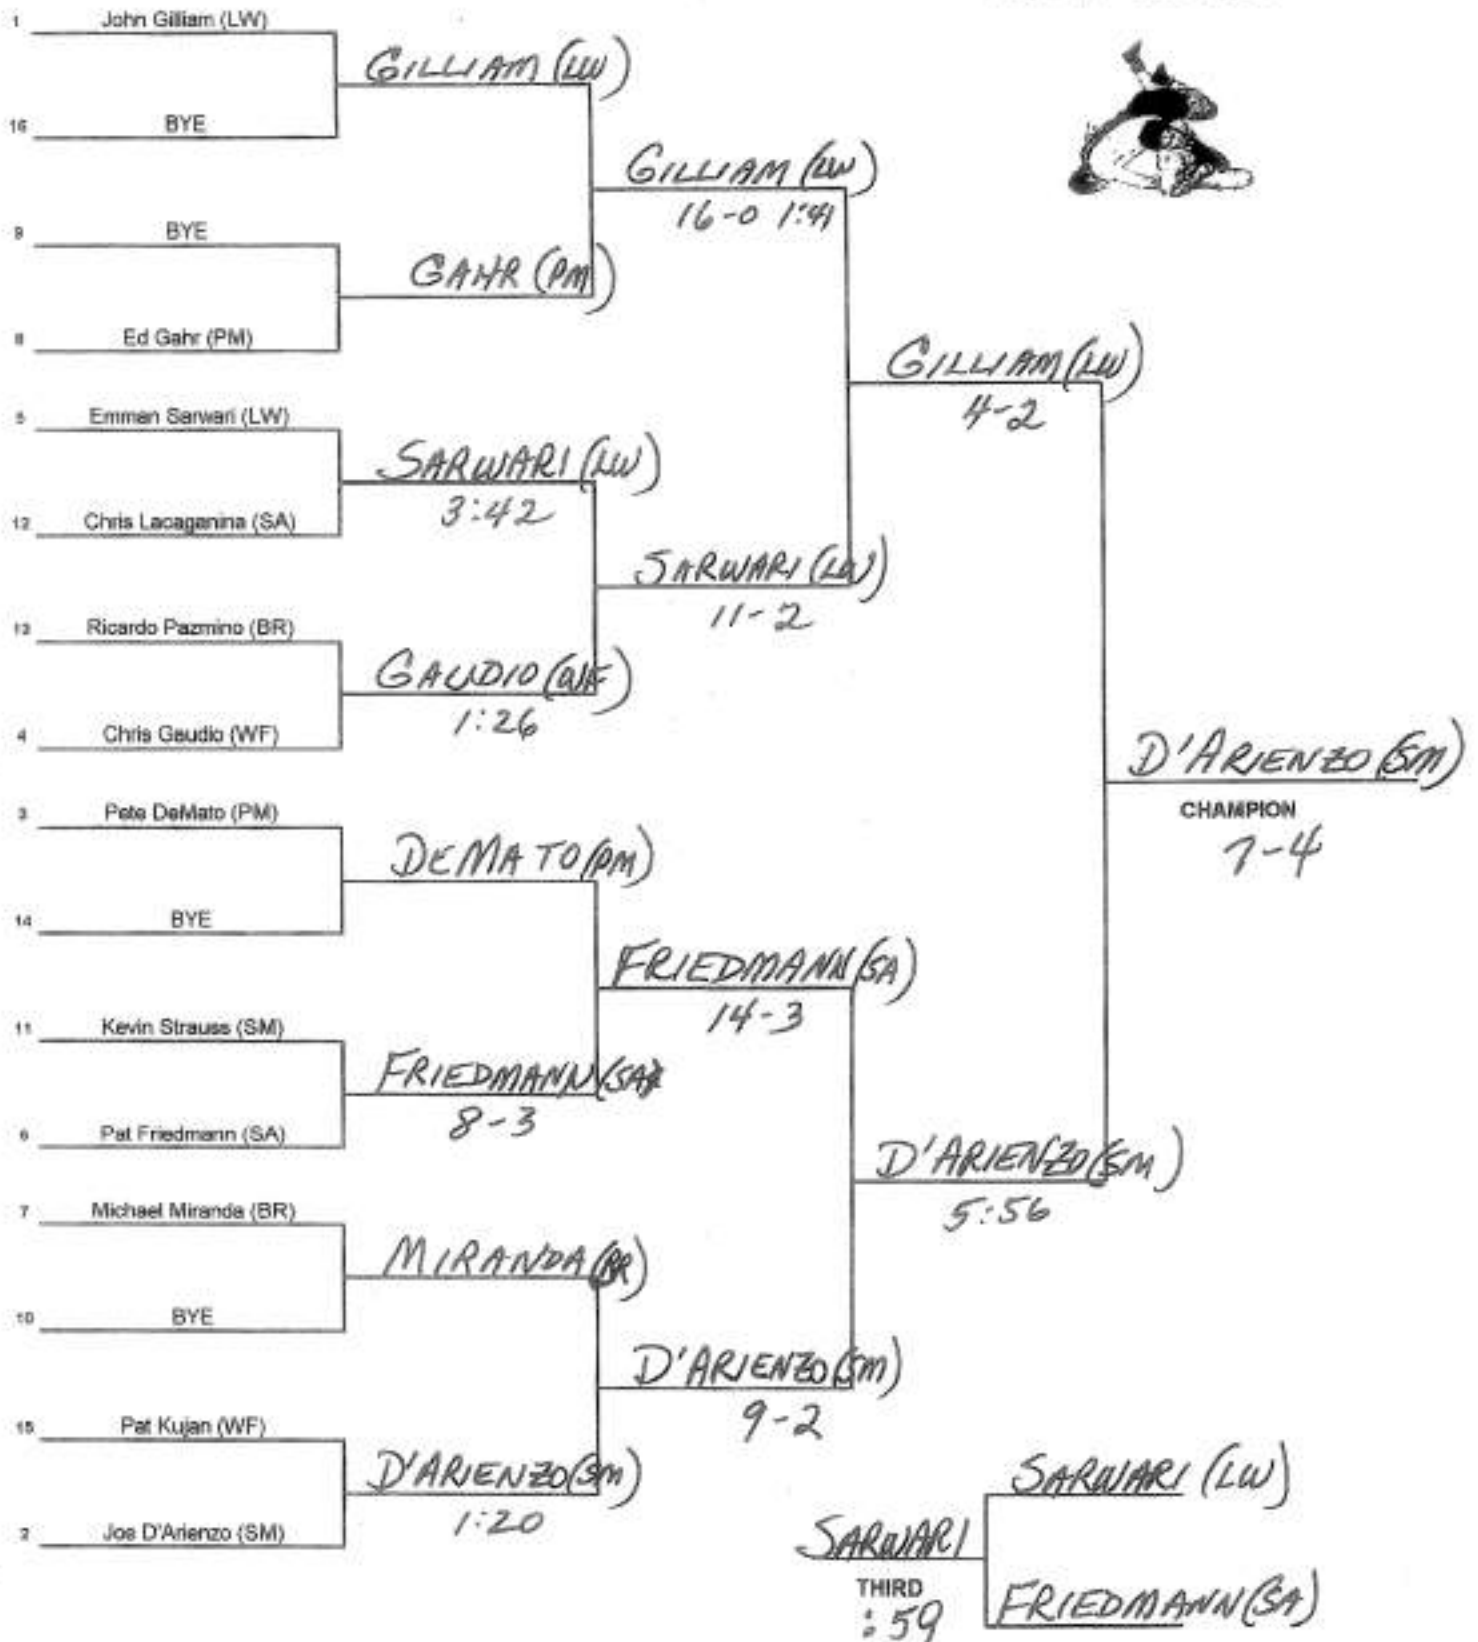 1 John Gilliam (LW)
GILLIAM (LW)
16 BYE
GILLIAM (LW)
16-0 1:41
9 BYE
GAHR (PM)
8 Ed Gahr (PM)
GILLIAM (LW)
4-2
5 Emman Sarwari (LW)
SARWARI (LW)
3:42
12 Chris Lacaganina (SA)
SARWARI (LW)
11-2
13 Ricardo Pazmino (BR)
GAUDIO (WF)
1:26
4 Chris Gaudio (WF)
D'ARIENZO (SM)
CHAMPION
7-4
3 Pete DeMato (PM)
DEMATO (PM)
14 BYE
FRIEDMANN (SA)
14-3
11 Kevin Strauss (SM)
FRIEDMANN (SA)
8-3
6 Pat Friedmann (SA)
D'ARIENZO (SM)
5:56
7 Michael Miranda (BR)
MIRANDA (BR)
10 BYE
D'ARIENZO (SM)
9-2
15 Pat Kujan (WF)
D'ARIENZO (SM)
1:20
2 Joe D'Arienzo (SM)
SARWARI (LW)
SARWARI
THIRD
:59
FRIEDMANN (SA)